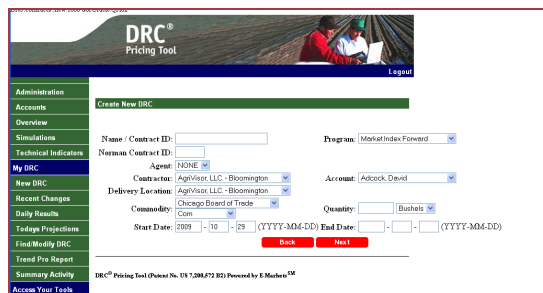 DRC®
Pricing Tool
Logout
Administration
Accounts
Overview
Simulations
Technical Indicators
My DRC
New DRC
Recent Changes
Daily Results
Todays Projections
Find/Modify DRC
Trend Pro Report
Summary Activity
Access Your Tools
Create New DRC
Name / Contract ID: Program: Market Index Forward
Norman Contract ID:
Agent: NONE
Contractor: AgriVisor, LLC. - Bloomington Account: Adcock, David
Delivery Location: AgriVisor, LLC. - Bloomington
Commodity: Chicago Board of Trade
Corn Quantity: Bushels
Start Date: 2009 - 10 - 29 (YYYY-MM-DD) End Date: - - (YYYY-MM-DD)
Back Next
DRC® Pricing Tool (Patent No. US 7,200,572 B2) Powered by E-Markets SM